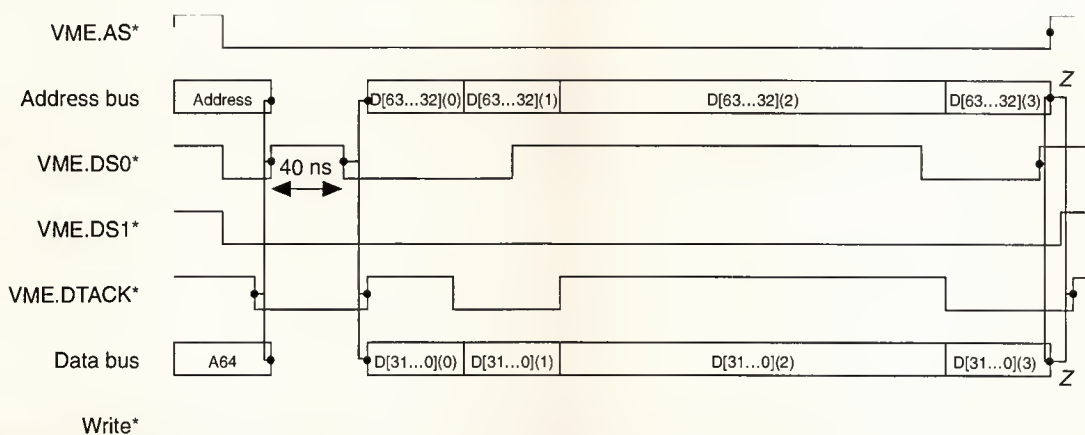 VME.AS*
Z
Address bus
Address
D[63...32](0)
D[63...32](1)
D[63...32](2)
D[63...32](3)
VME.DS0*
40 ns
VME.DS1*
VME.DTACK*
Data bus
A64
D[31...0](0)
D[31...0](1)
D[31...0](2)
D[31...0](3)
Z
Write*